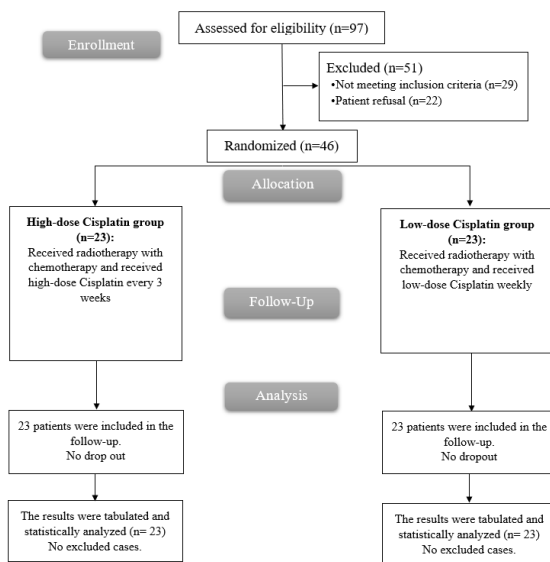 Assessed for eligibility (n=97)
Enrollment
Excluded (n=51)
•Not meeting inclusion criteria (n=29)
•Patient refusal (n=22)
Randomized (n=46)
Allocation
High-dose Cisplatin group
(n=23):
Received radiotherapy with
chemotherapy and received
high-dose Cisplatin every 3
weeks
Low-dose Cisplatin group
(n=23):
Received radiotherapy with
chemotherapy and received
low-dose Cisplatin weekly
Follow-Up
Analysis
23 patients were included in the
follow-up.
No drop out
23 patients were included in the
follow-up.
No dropout
The results were tabulated and
statistically analyzed (n= 23)
No excluded cases.
The results were tabulated and
statistically analyzed (n= 23)
No excluded cases.